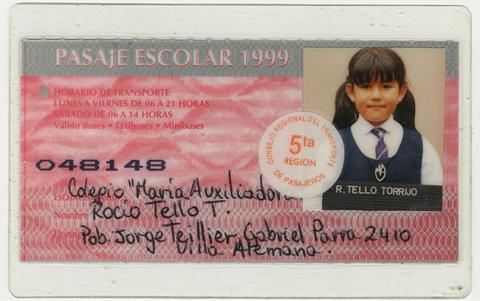 PASAJE ESCOLAR 1999
HORARIO DE TRANSPORTE
LUNES A VIERNES DE 06 A 21 HORAS
SABADO DE 06 A 14 HORAS
Válido Buses • Taxibuses • Minibuses
048148
CONSEJO REGIONAL DEL TRANSPORTE
5ta
REGION
DE PASAJEROS
R. TELLO TORRIJO
Colegio "María Auxiliadora
Rocío Tello T.
Nombre
Pob. Jorge Teillier, Gabriel Parra 2410
Villa Alemana